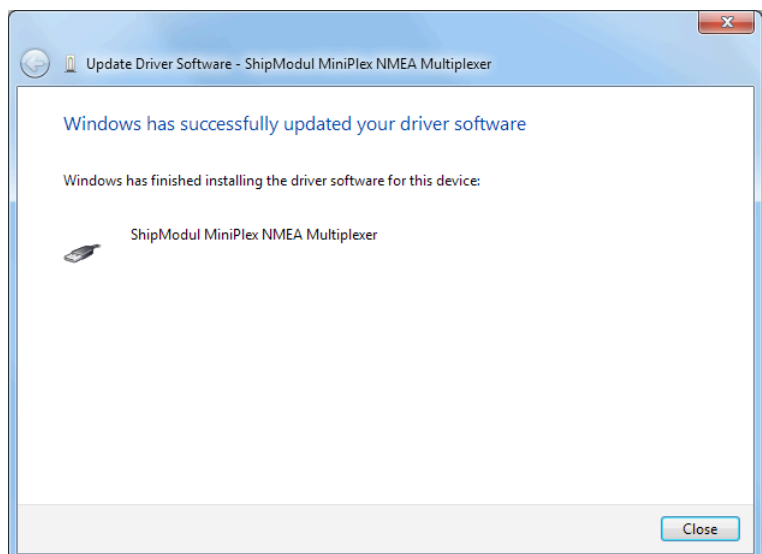 Update Driver Software - ShipModul MiniPlex NMEA Multiplexer
Windows has successfully updated your driver software
Windows has finished installing the driver software for this device:
ShipModul MiniPlex NMEA Multiplexer
Close